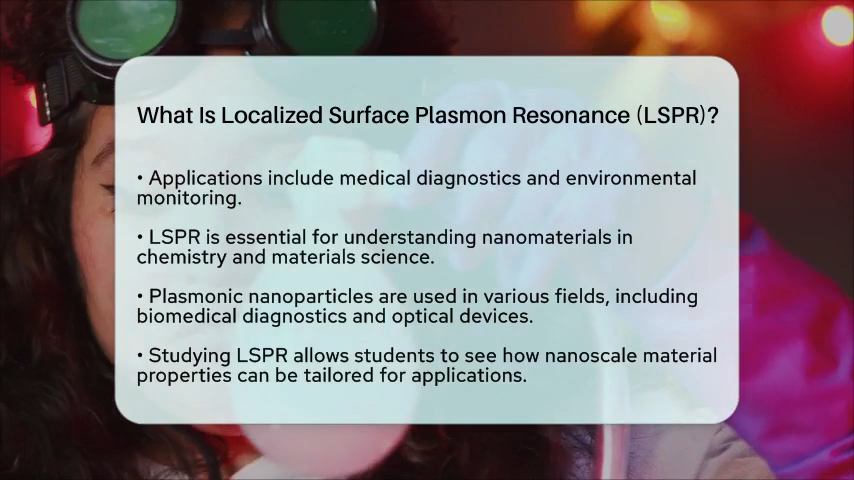 What Is Localized Surface Plasmon Resonance (LSPR)?
• Applications include medical diagnostics and environmental
monitoring.
• LSPR is essential for understanding nanomaterials in
chemistry and materials science.
• Plasmonic nanoparticles are used in various fields, including
biomedical diagnostics and optical devices.
• Studying LSPR allows students to see how nanoscale material
properties can be tailored for applications.